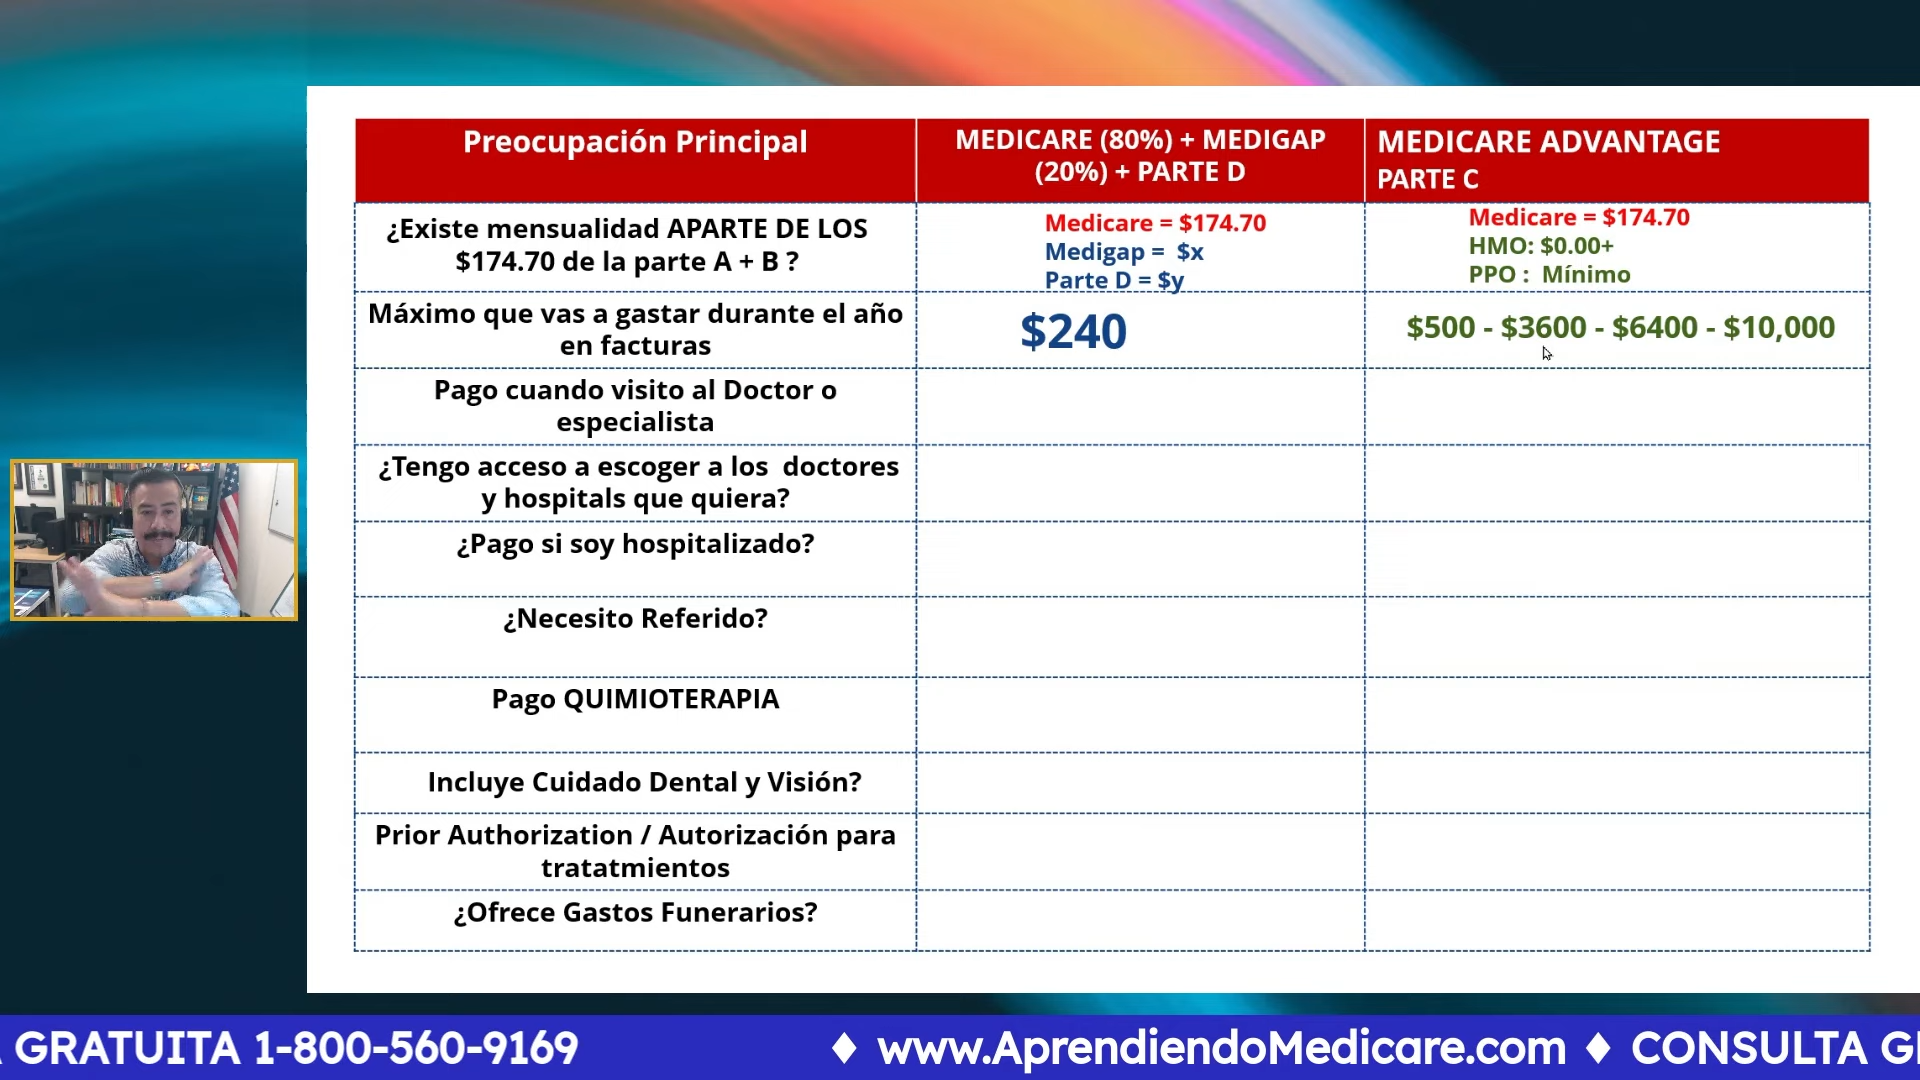 Preocupación Principal
MEDICARE (80%) + MEDIGAP
(20%) + PARTE D
MEDICARE ADVANTAGE
PARTE C
¿Existe mensualidad APARTE DE LOS
$174.70 de la parte A + B ?
Medicare = $174.70
Medigap = $x
Parte D = $y
Medicare = $174.70
HMO: $0.00+
PPO : Mínimo
Máximo que vas a gastar durante el año
en facturas
$240
$500 - $3600 - $6400 - $10,000
Pago cuando visito al Doctor o
especialista
¿Tengo acceso a escoger a los doctores
y hospitals que quiera?
¿Pago si soy hospitalizado?
¿Necesito Referido?
Pago QUIMIOTERAPIA
Incluye Cuidado Dental y Visión?
Prior Authorization / Autorización para
tratatmientos
¿Ofrece Gastos Funerarios?
A GRATUITA 1-800-560-9169 ♦ www.AprendiendoMedicare.com ♦ CONSULTA G